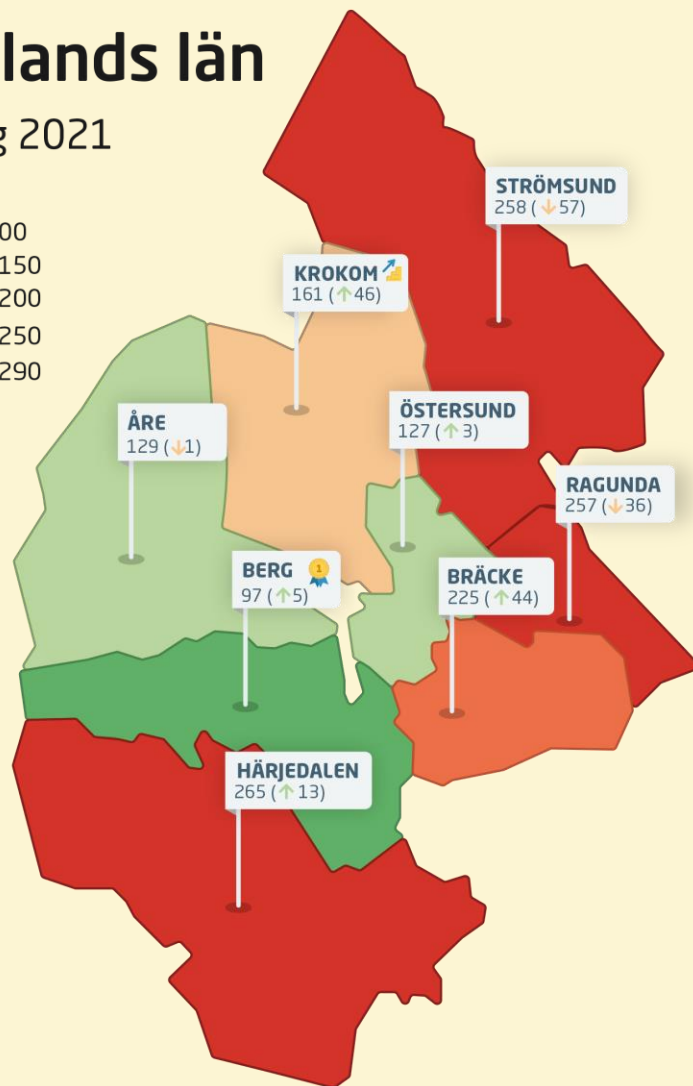 lands län
g 2021
00
150
200
250
290
STRÖMSUND
258 (↓57)
KROKOM
161 (↑46)
ÖSTERSUND
127 (↑3)
ÅRE
129 (↓1)
RAGUNDA
257 (↓36)
BERG
97 (↑5)
1
BRÄCKE
225 (↑44)
HÄRJEDALEN
265 (↑13)